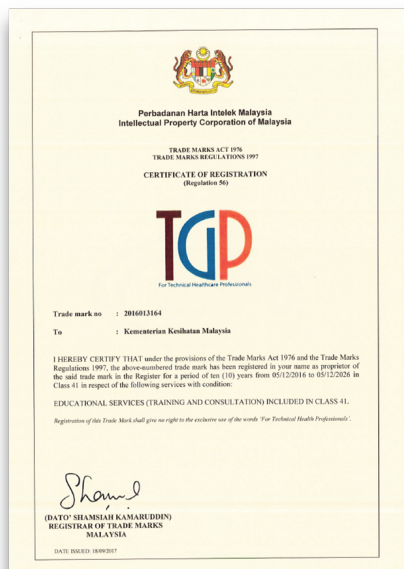 Perbadanan Harta Intelek Malaysia
Intellectual Property Corporation of Malaysia
TRADE MARKS ACT 1976
TRADE MARKS REGULATIONS 1997
CERTIFICATE OF REGISTRATION
(Regulation 56)
TGP
For Technical Healthcare Professionals
Trade mark no : 2016013164
To : Kementerian Kesihatan Malaysia
I HEREBY CERTIFY THAT under the provisions of the Trade Marks Act 1976 and the Trade Marks
Regulations 1997, the above-numbered trade mark has been registered in your name as proprietor of
the said trade mark in the Register for a period of ten (10) years from 05/12/2016 to 05/12/2026 in
Class 41 in respect of the following services with condition:
EDUCATIONAL SERVICES (TRAINING AND CONSULTATION) INCLUDED IN CLASS 41.
Registration of this Trade Mark shall give no right to the exclusive use of the words 'For Technical Health Professionals'.
(DATO' SHAMSIAH KAMARUDDIN)
REGISTRAR OF TRADE MARKS
MALAYSIA
DATE ISSUED: 18/09/2017